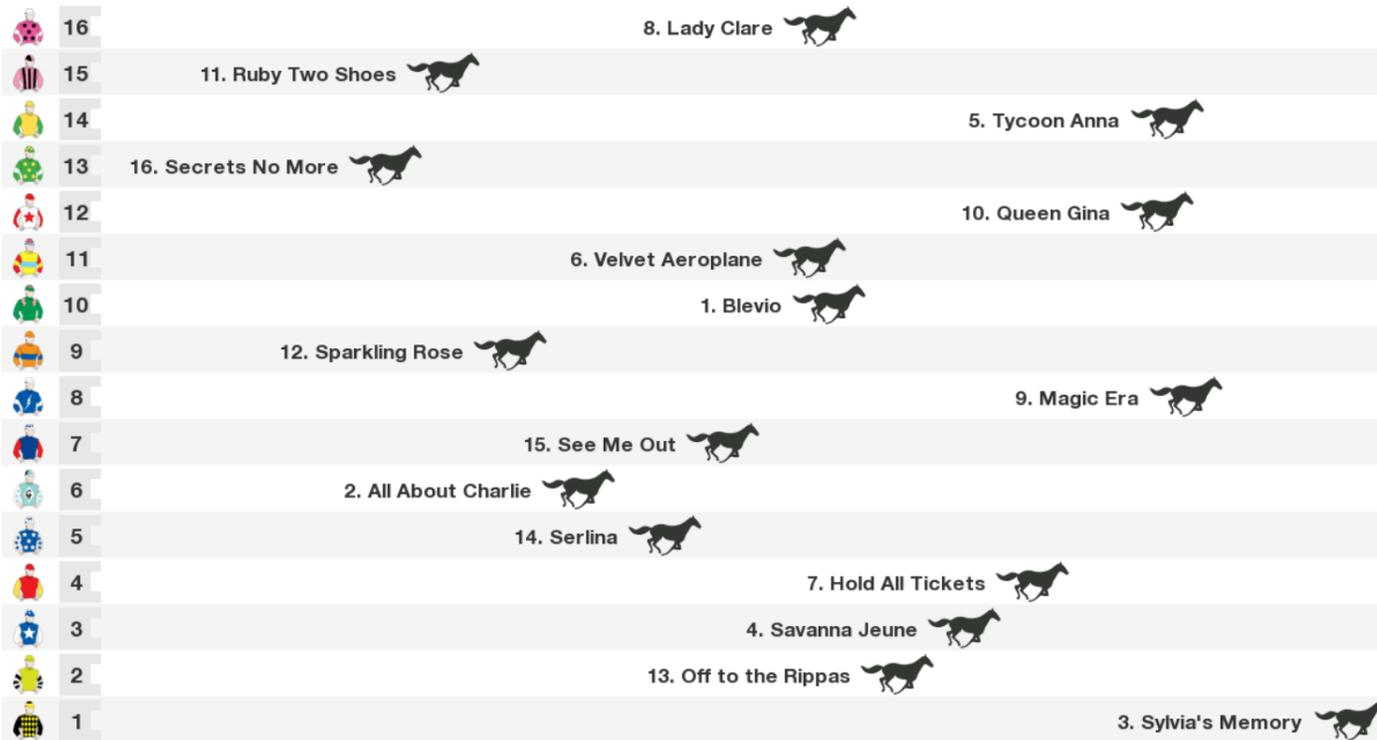 16 8. Lady Clare
15 11. Ruby Two Shoes
14 5. Tycoon Anna
13 16. Secrets No More
12 10. Queen Gina
11 6. Velvet Aeroplane
10 1. Blevio
9 12. Sparkling Rose
8 9. Magic Era
7 15. See Me Out
6 2. All About Charlie
5 14. Serlina
4 7. Hold All Tickets
3 4. Savanna Jeune
2 13. Off to the Rippas
1 3. Sylvia's Memory